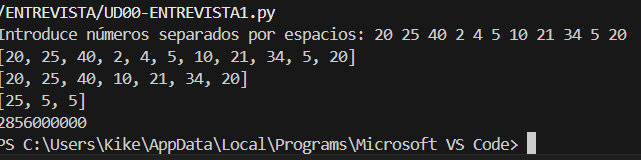 /ENTREVISTA/UD00-ENTREVISTA1.py
Introduce números separados por espacios: 20 25 40 2 4 5 10 21 34 5 20
[20, 25, 40, 2, 4, 5, 10, 21, 34, 5, 20]
[20, 25, 40, 10, 21, 34, 20]
[25, 5, 5]
2856000000
PS C:\Users\Kike\AppData\Local\Programs\Microsoft VS Code>